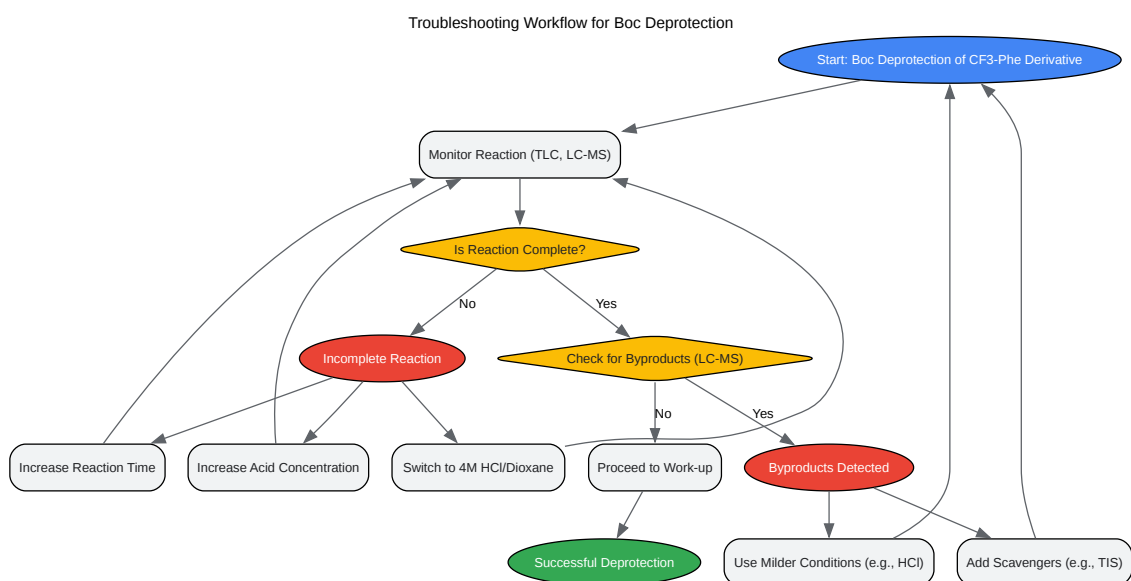 Troubleshooting Workflow for Boc Deprotection
Start: Boc Deprotection of CF3-Phe Derivative
Monitor Reaction (TLC, LC-MS)
Is Reaction Complete?
No
Yes
Incomplete Reaction
Check for Byproducts (LC-MS)
No
Yes
Increase Reaction Time
Increase Acid Concentration
Switch to 4M HCl/Dioxane
Proceed to Work-up
Byproducts Detected
Successful Deprotection
Use Milder Conditions (e.g., HCl)
Add Scavengers (e.g., TIS)